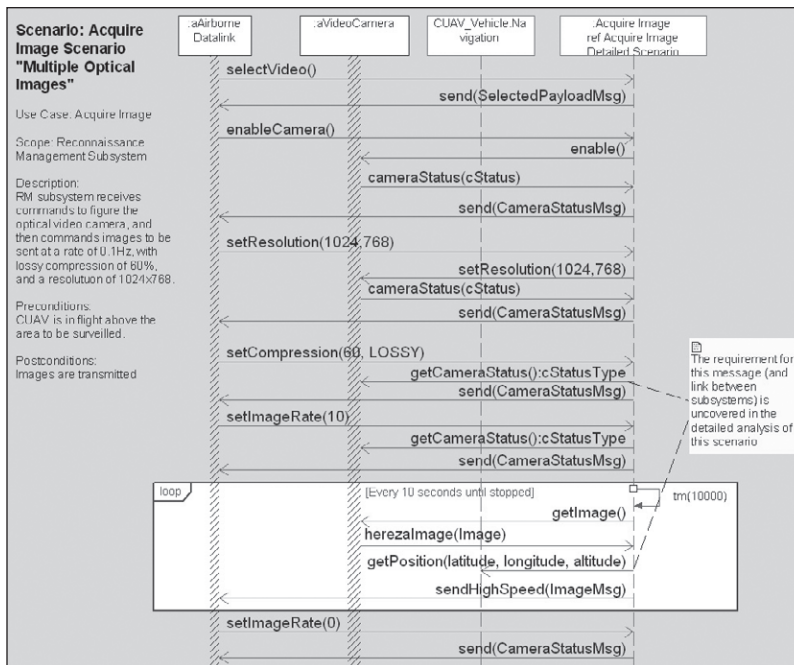 Scenario: Acquire
Image Scenario
"Multiple Optical
Images"
Use Case: Acquire Image
Scope: Reconnaissance
Management Subsystem
Description:
RM subsystem receives
commands to figure the
optical video camera, and
then commands images to be
sent at a rate of 0.1Hz, with
lossy compression of 60%,
and a resolution of 1024x768.
Preconditions:
CUAV is in flight above the
area to be surveilled.
Postconditions:
Images are transmitted
:aAirborne
Datalink
:aVideoCamera
CUAV_Vehicle.Na
vigation
:Acquire Image
ref Acquire Image
Detailed Scenario
selectVideo()
send(SelectedPayloadMsg)
enableCamera()
enable()
cameraStatus(cStatus)
send(CameraStatusMsg)
setResolution(1024,768)
setResolution(1024,768)
cameraStatus(cStatus)
send(CameraStatusMsg)
setCompression(60, LOSSY)
getCameraStatus():cStatusType
send(CameraStatusMsg)
setImageRate(10)
getCameraStatus():cStatusType
send(CameraStatusMsg)
The requirement for
this message (and
link between
subsystems) is
uncovered in the
detailed analysis of
this scenario
loop
[Every 10 seconds until stopped]
tm(10000)
getImage()
herezaImage(Image)
getPosition(latitude, longitude, altitude)
sendHighSpeed(ImageMsg)
setImageRate(0)
send(CameraStatusMsg)